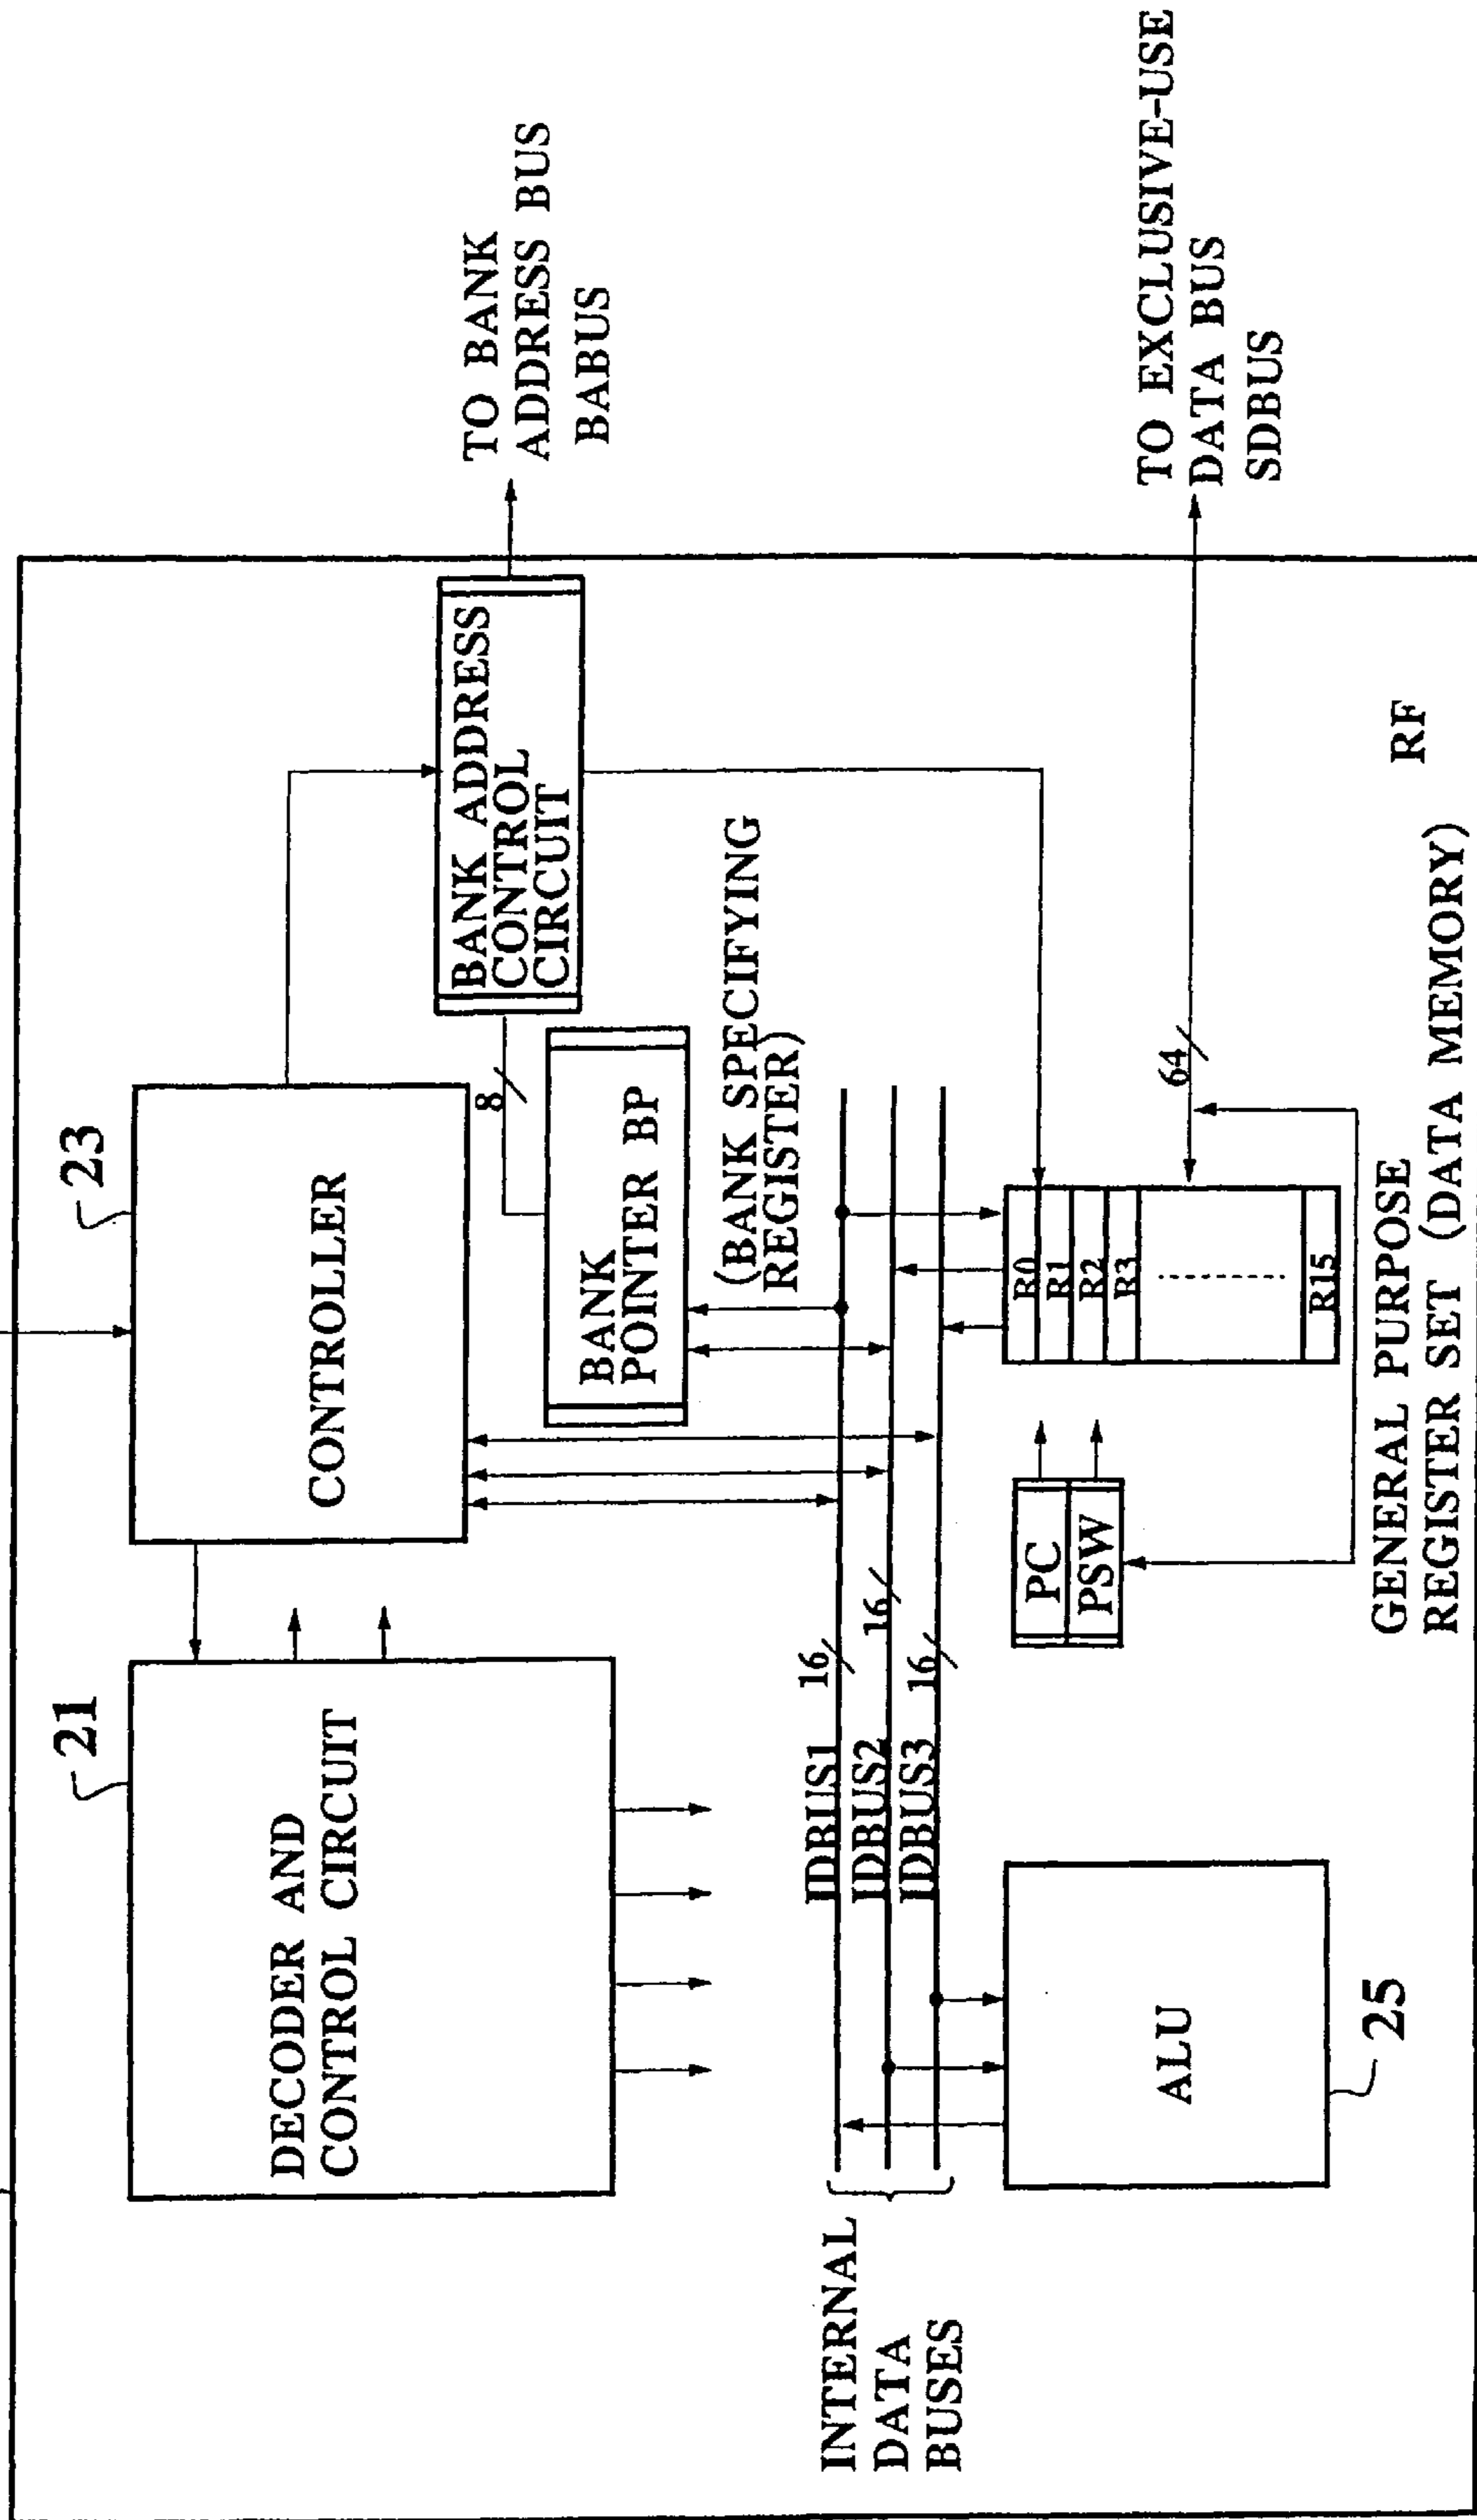 21
DECODER AND
CONTROL CIRCUIT
23
CONTROLLER
8
BANK ADDRESS
CONTROL
CIRCUIT
TO BANK
ADDRESS BUS
BABUS
BANK
POINTER BP
(BANK SPECIFYING
REGISTER)
INTERNAL
DATA
BUSES
IDBUS1
16
IDBUS2
16
IDBUS3
16
ALU
25
PC
PSW
R0
R1
R2
R3
R15
64
TO EXCLUSIVE-USE
DATA BUS
SDBUS
GENERAL PURPOSE
REGISTER SET (DATA MEMORY)
RF